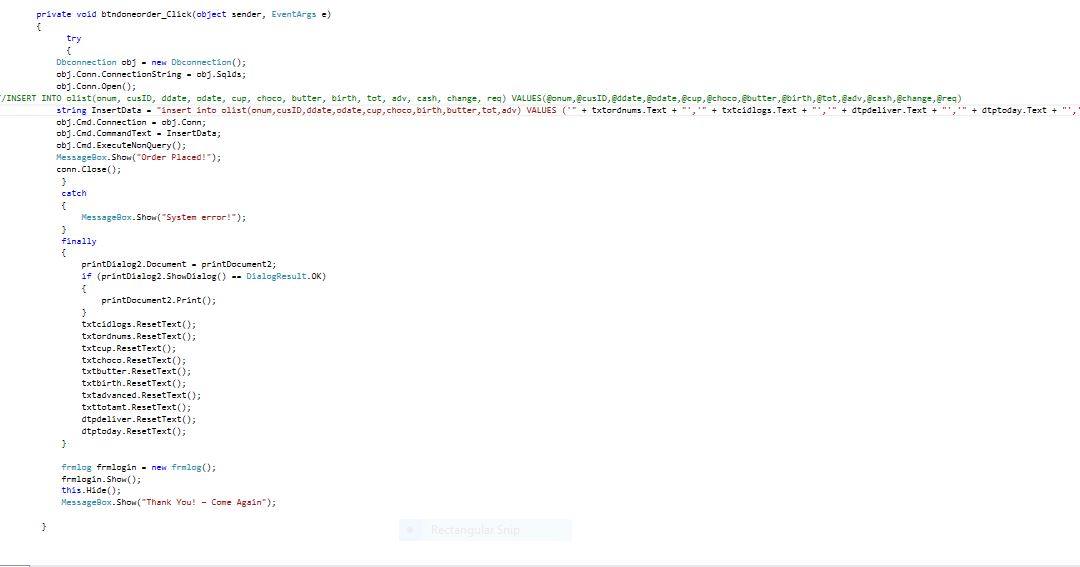 private void btndoneorder_Click(object sender, EventArgs e)
{
try
{
Dbconnection obj = new Dbconnection();
obj.Conn.ConnectionString = obj.Sqlds;
obj.Conn.Open();
/INSERT INTO olist(onum, cusID, ddate, odate, cup, choco, butter, birth, tot, adv, cash, change, req) VALUES(@onum,@cusID,@ddate,@odate,@cup,@choco,@butter,@birth,@tot,@adv,@cash,@change,@req)
string InsertData = "insert into olist(onum,cusID,ddate,odate,cup,choco,birth,butter,tot,adv) VALUES ('" + txtordnums.Text + "','" + txtcidlogs.Text + "','" + dtpdeliver.Text + "','" + dtptoday.Text + "','
obj.Cmd.Connection = obj.Conn;
obj.Cmd.CommandText = InsertData;
obj.Cmd.ExecuteNonQuery();
MessageBox.Show("Order Placed!");
conn.Close();
}
catch
{
MessageBox.Show("System error!");
}
finally
{
printDialog2.Document = printDocument2;
if (printDialog2.ShowDialog() == DialogResult.OK)
{
printDocument2.Print();
}
txtcidlogs.ResetText();
txtordnums.ResetText();
txtcup.ResetText();
txtchoco.ResetText();
txtbutter.ResetText();
txtbirth.ResetText();
txtadvanced.ResetText();
txttotamt.ResetText();
dtpdeliver.ResetText();
dtptoday.ResetText();
}
frmlog frmlogin = new frmlog();
frmlogin.Show();
this.Hide();
MessageBox.Show("Thank You! - Come Again");
}
Rectangular Snip